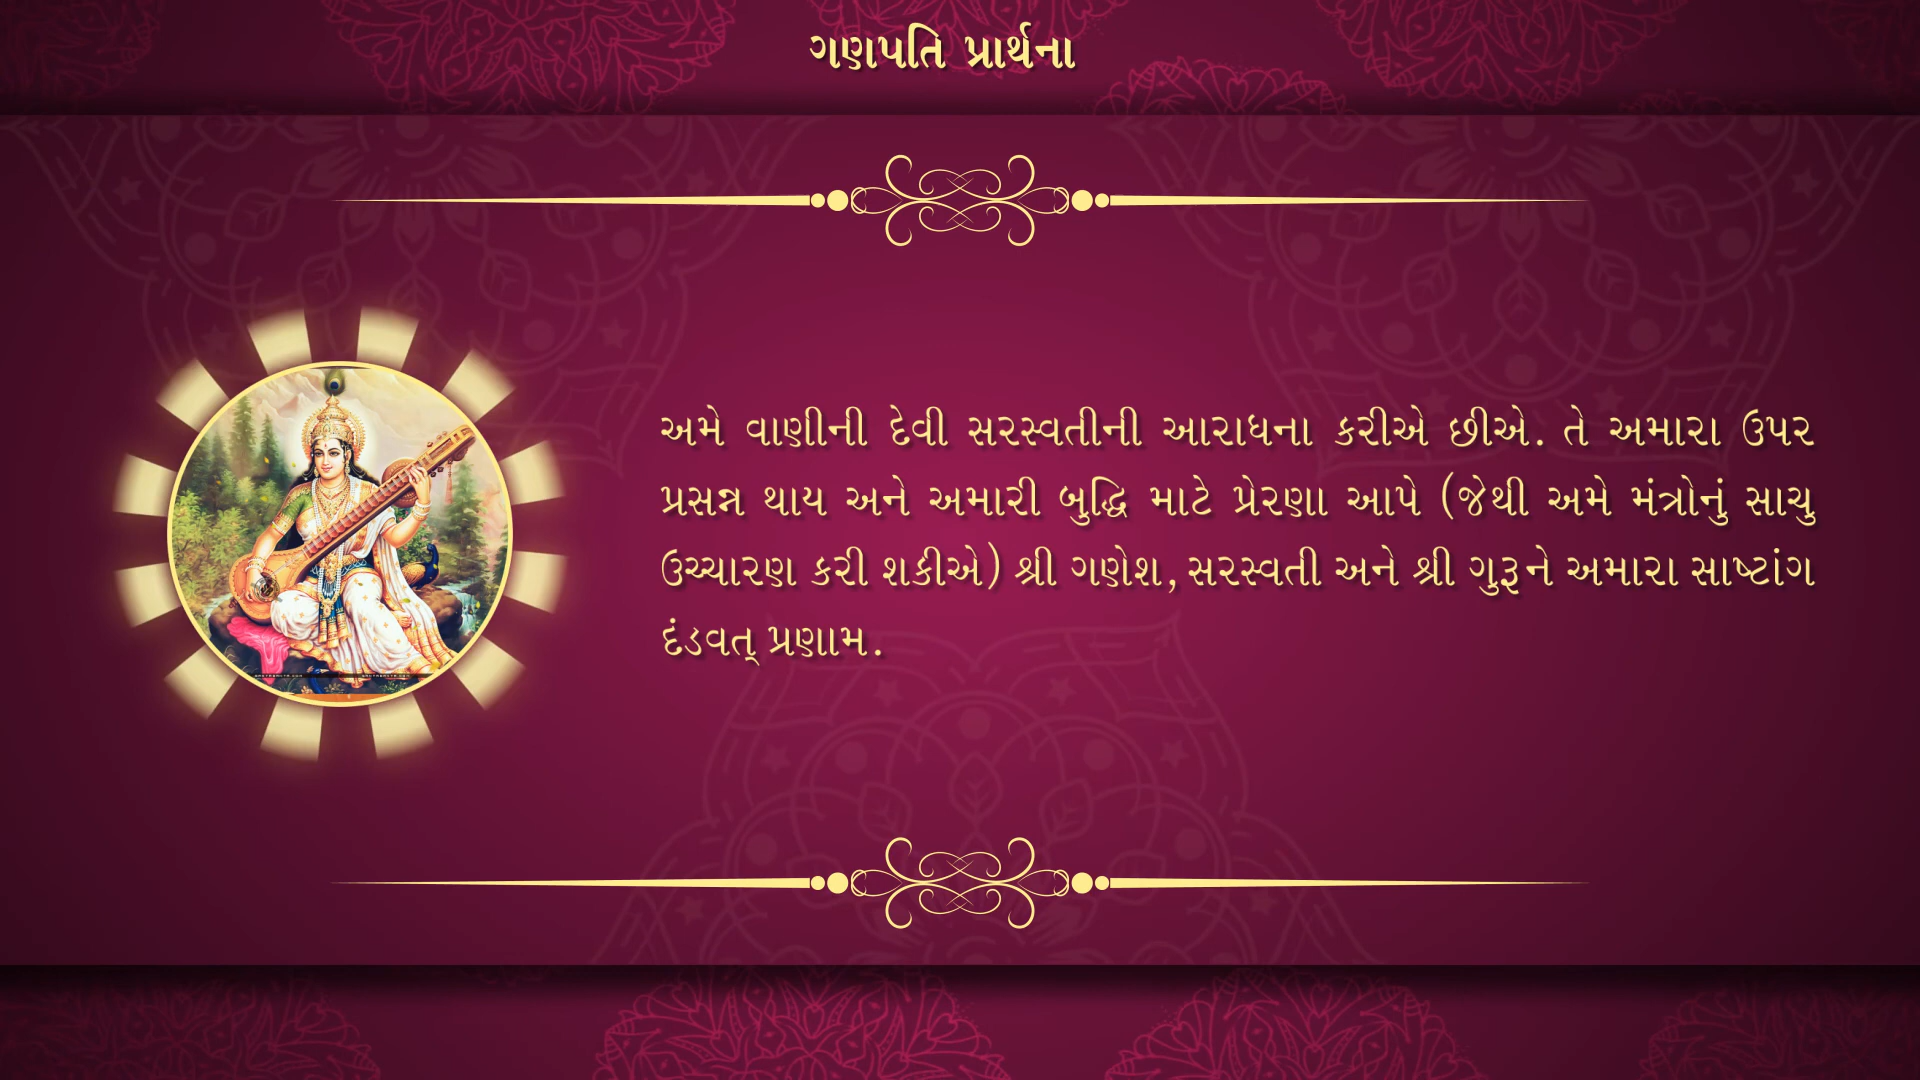 ગણપતિ પ્રાર્થના
અમે વાણીની દેવી સરસ્વતીની આરાધના કરીએ છીએ. તે અમારા ઉપર
પ્રસન્ન થાય અને અમારી બુદ્ધિ માટે પ્રેરણા આપે (જેથી અમે મંત્રોનું સાચુ
ઉચ્ચારણ કરી શકીએ) શ્રી ગણેશ, સરસ્વતી અને શ્રી ગુરૂને અમારા સાષ્ટાંગ
દંડવત્ પ્રણામ.